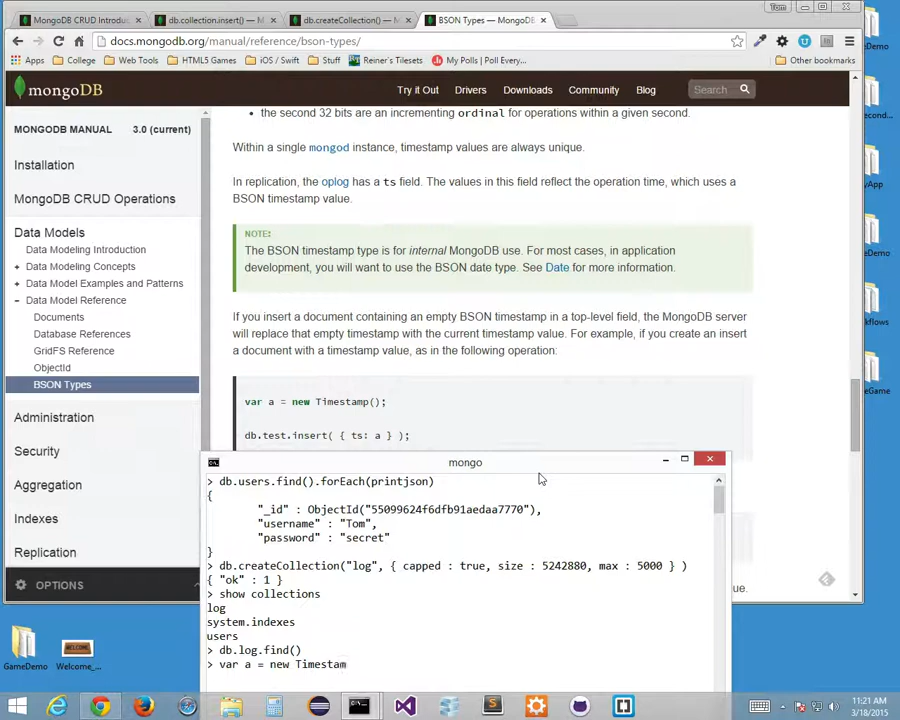 MongoDB CRUD Introdu
db.collection.insert() — M
db.createCollection() — M
BSON Types — MongoDB
Tom
docs.mongodb.org/manual/reference/bson-types/
Apps
College
Web Tools
HTML5 Games
iOS / Swift
Stuff
Reiner's Tilesets
My Polls | Poll Every...
Other bookmarks
mongoDB
Try it Out
Drivers
Downloads
Community
Blog
Search
MONGODB MANUAL
3.0 (current)
Installation
MongoDB CRUD Operations
Data Models
Data Modeling Introduction
Data Modeling Concepts
Data Model Examples and Patterns
Data Model Reference
Documents
Database References
GridFS Reference
ObjectId
BSON Types
Administration
Security
Aggregation
Indexes
Replication
OPTIONS
the second 32 bits are an incrementing ordinal for operations within a given second.
Within a single mongod instance, timestamp values are always unique.
In replication, the oplog has a ts field. The values in this field reflect the operation time, which uses a
BSON timestamp value.
NOTE:
The BSON timestamp type is for internal MongoDB use. For most cases, in application
development, you will want to use the BSON date type. See Date for more information.
If you insert a document containing an empty BSON timestamp in a top-level field, the MongoDB server
will replace that empty timestamp with the current timestamp value. For example, if you create an insert
a document with a timestamp value, as in the following operation:
var a = new Timestamp();
db.test.insert( { ts: a } );
ue.
mongo
> db.users.find().forEach(printjson)
{
"_id" : ObjectId("55099624f6dfb91aedaa7770"),
"username" : "Tom",
"password" : "secret"
}
> db.createCollection("log", { capped : true, size : 5242880, max : 5000 } )
{ "ok" : 1 }
> show collections
log
system.indexes
users
> db.log.find()
> var a = new Timestam
eDemo
econd...
yApp
eDemo
kflows
eGame
GameDemo
Welcome_...
11:21 AM
3/18/2015